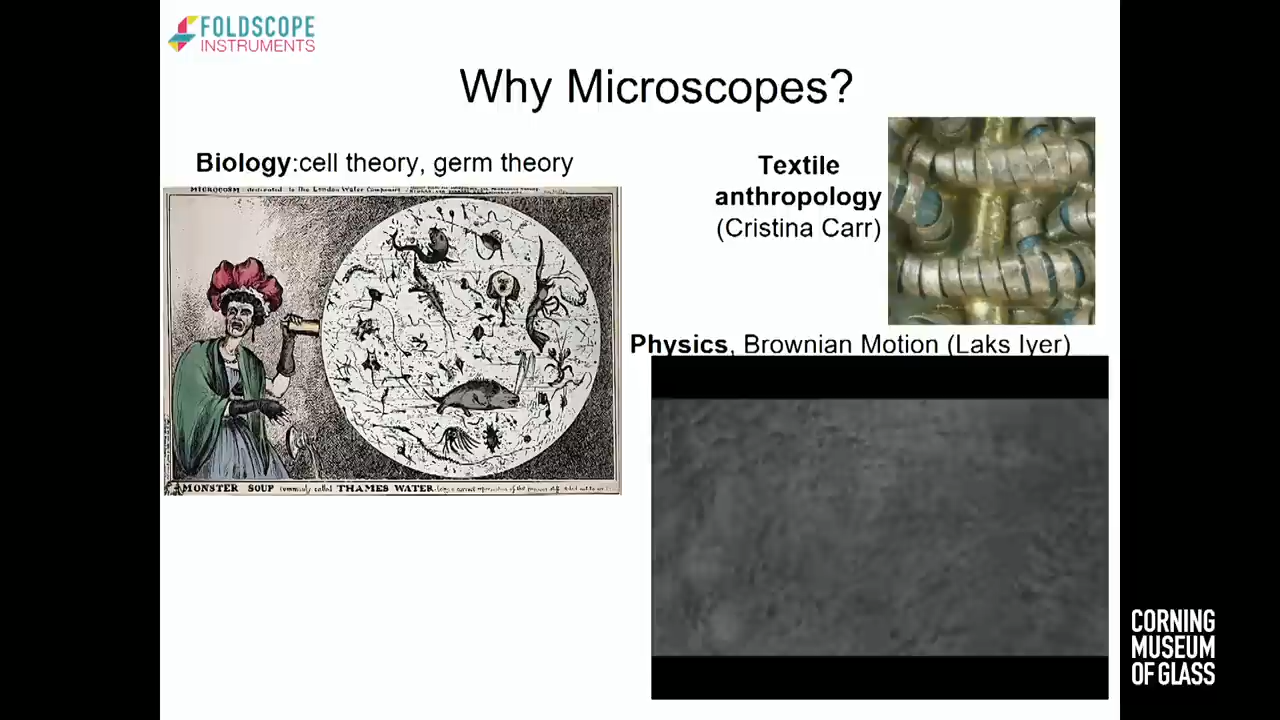 FOLDSCOPE
INSTRUMENTS
Why Microscopes?
Biology:cell theory, germ theory
Textile
anthropology
(Cristina Carr)
MICROCOSM dedicated to the London Water Companies
MONSTER SOUP commonly called THAMES WATER
Physics, Brownian Motion (Laks Iyer)
CORNING
MUSEUM
OF GLASS